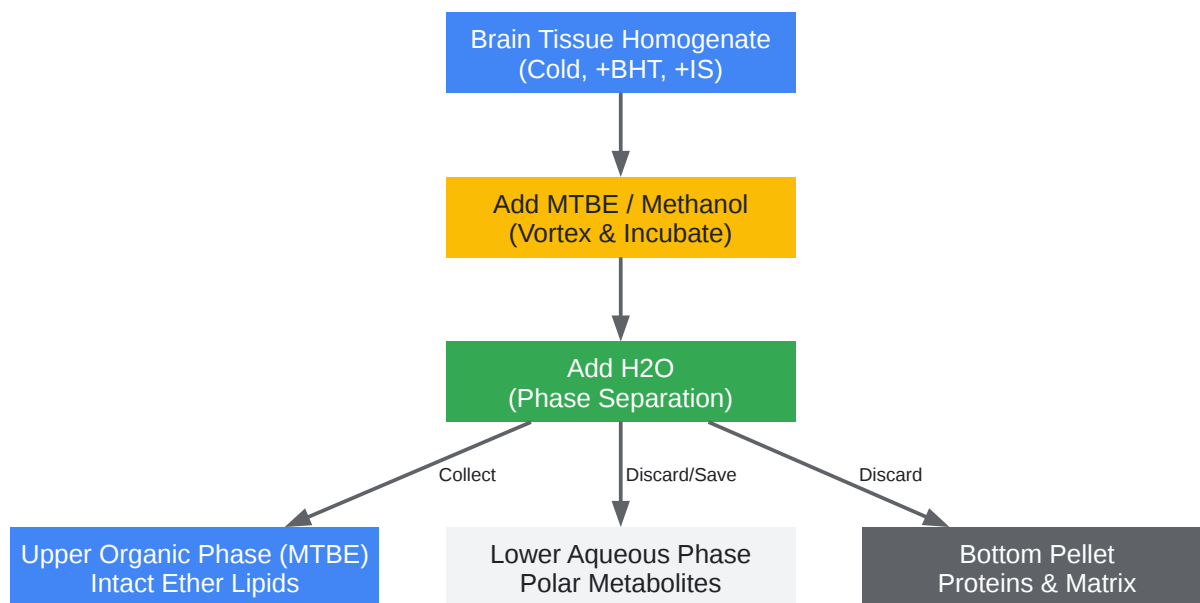 Brain Tissue Homogenate
(Cold, +BHT, +IS)
Add MTBE / Methanol
(Vortex & Incubate)
Add H2O
(Phase Separation)
Collect
Discard/Save
Discard
Upper Organic Phase (MTBE)
Intact Ether Lipids
Lower Aqueous Phase
Polar Metabolites
Bottom Pellet
Proteins & Matrix